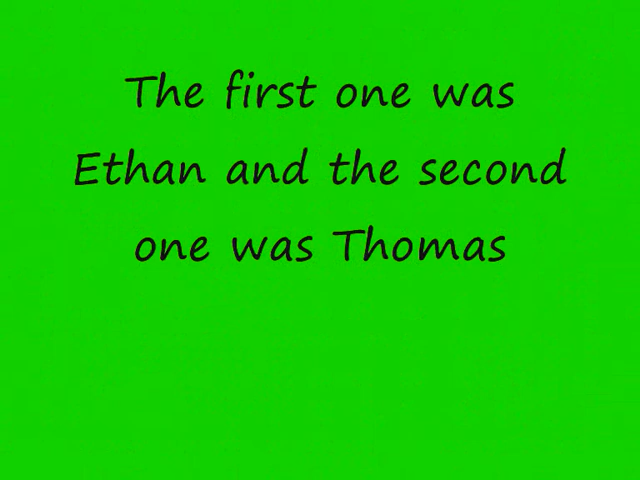 The first one was
Ethan and the second
one was Thomas